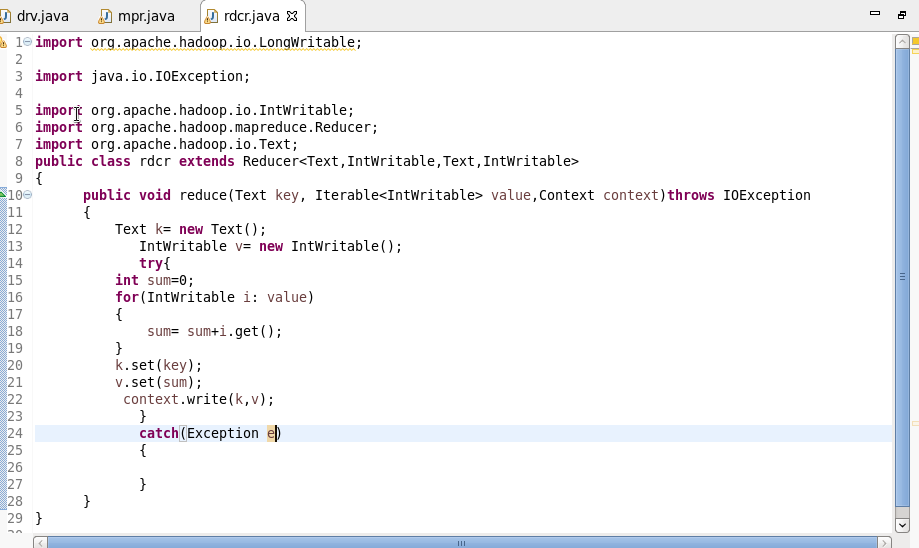 drv.java mpr.java rdcr.java
1 import org.apache.hadoop.io.LongWritable;
2
3 import java.io.IOException;
4
5 import org.apache.hadoop.io.IntWritable;
6 import org.apache.hadoop.mapreduce.Reducer;
7 import org.apache.hadoop.io.Text;
8 public class rdcr extends Reducer<Text,IntWritable,Text,IntWritable>
9 {
10 public void reduce(Text key, Iterable<IntWritable> value,Context context)throws IOException
11 {
12 Text k= new Text();
13 IntWritable v= new IntWritable();
14 try{
15 int sum=0;
16 for(IntWritable i: value)
17 {
18 sum= sum+i.get();
19 }
20 k.set(key);
21 v.set(sum);
22 context.write(k,v);
23 }
24 catch(Exception e)
25 {
26
27 }
28 }
29 }